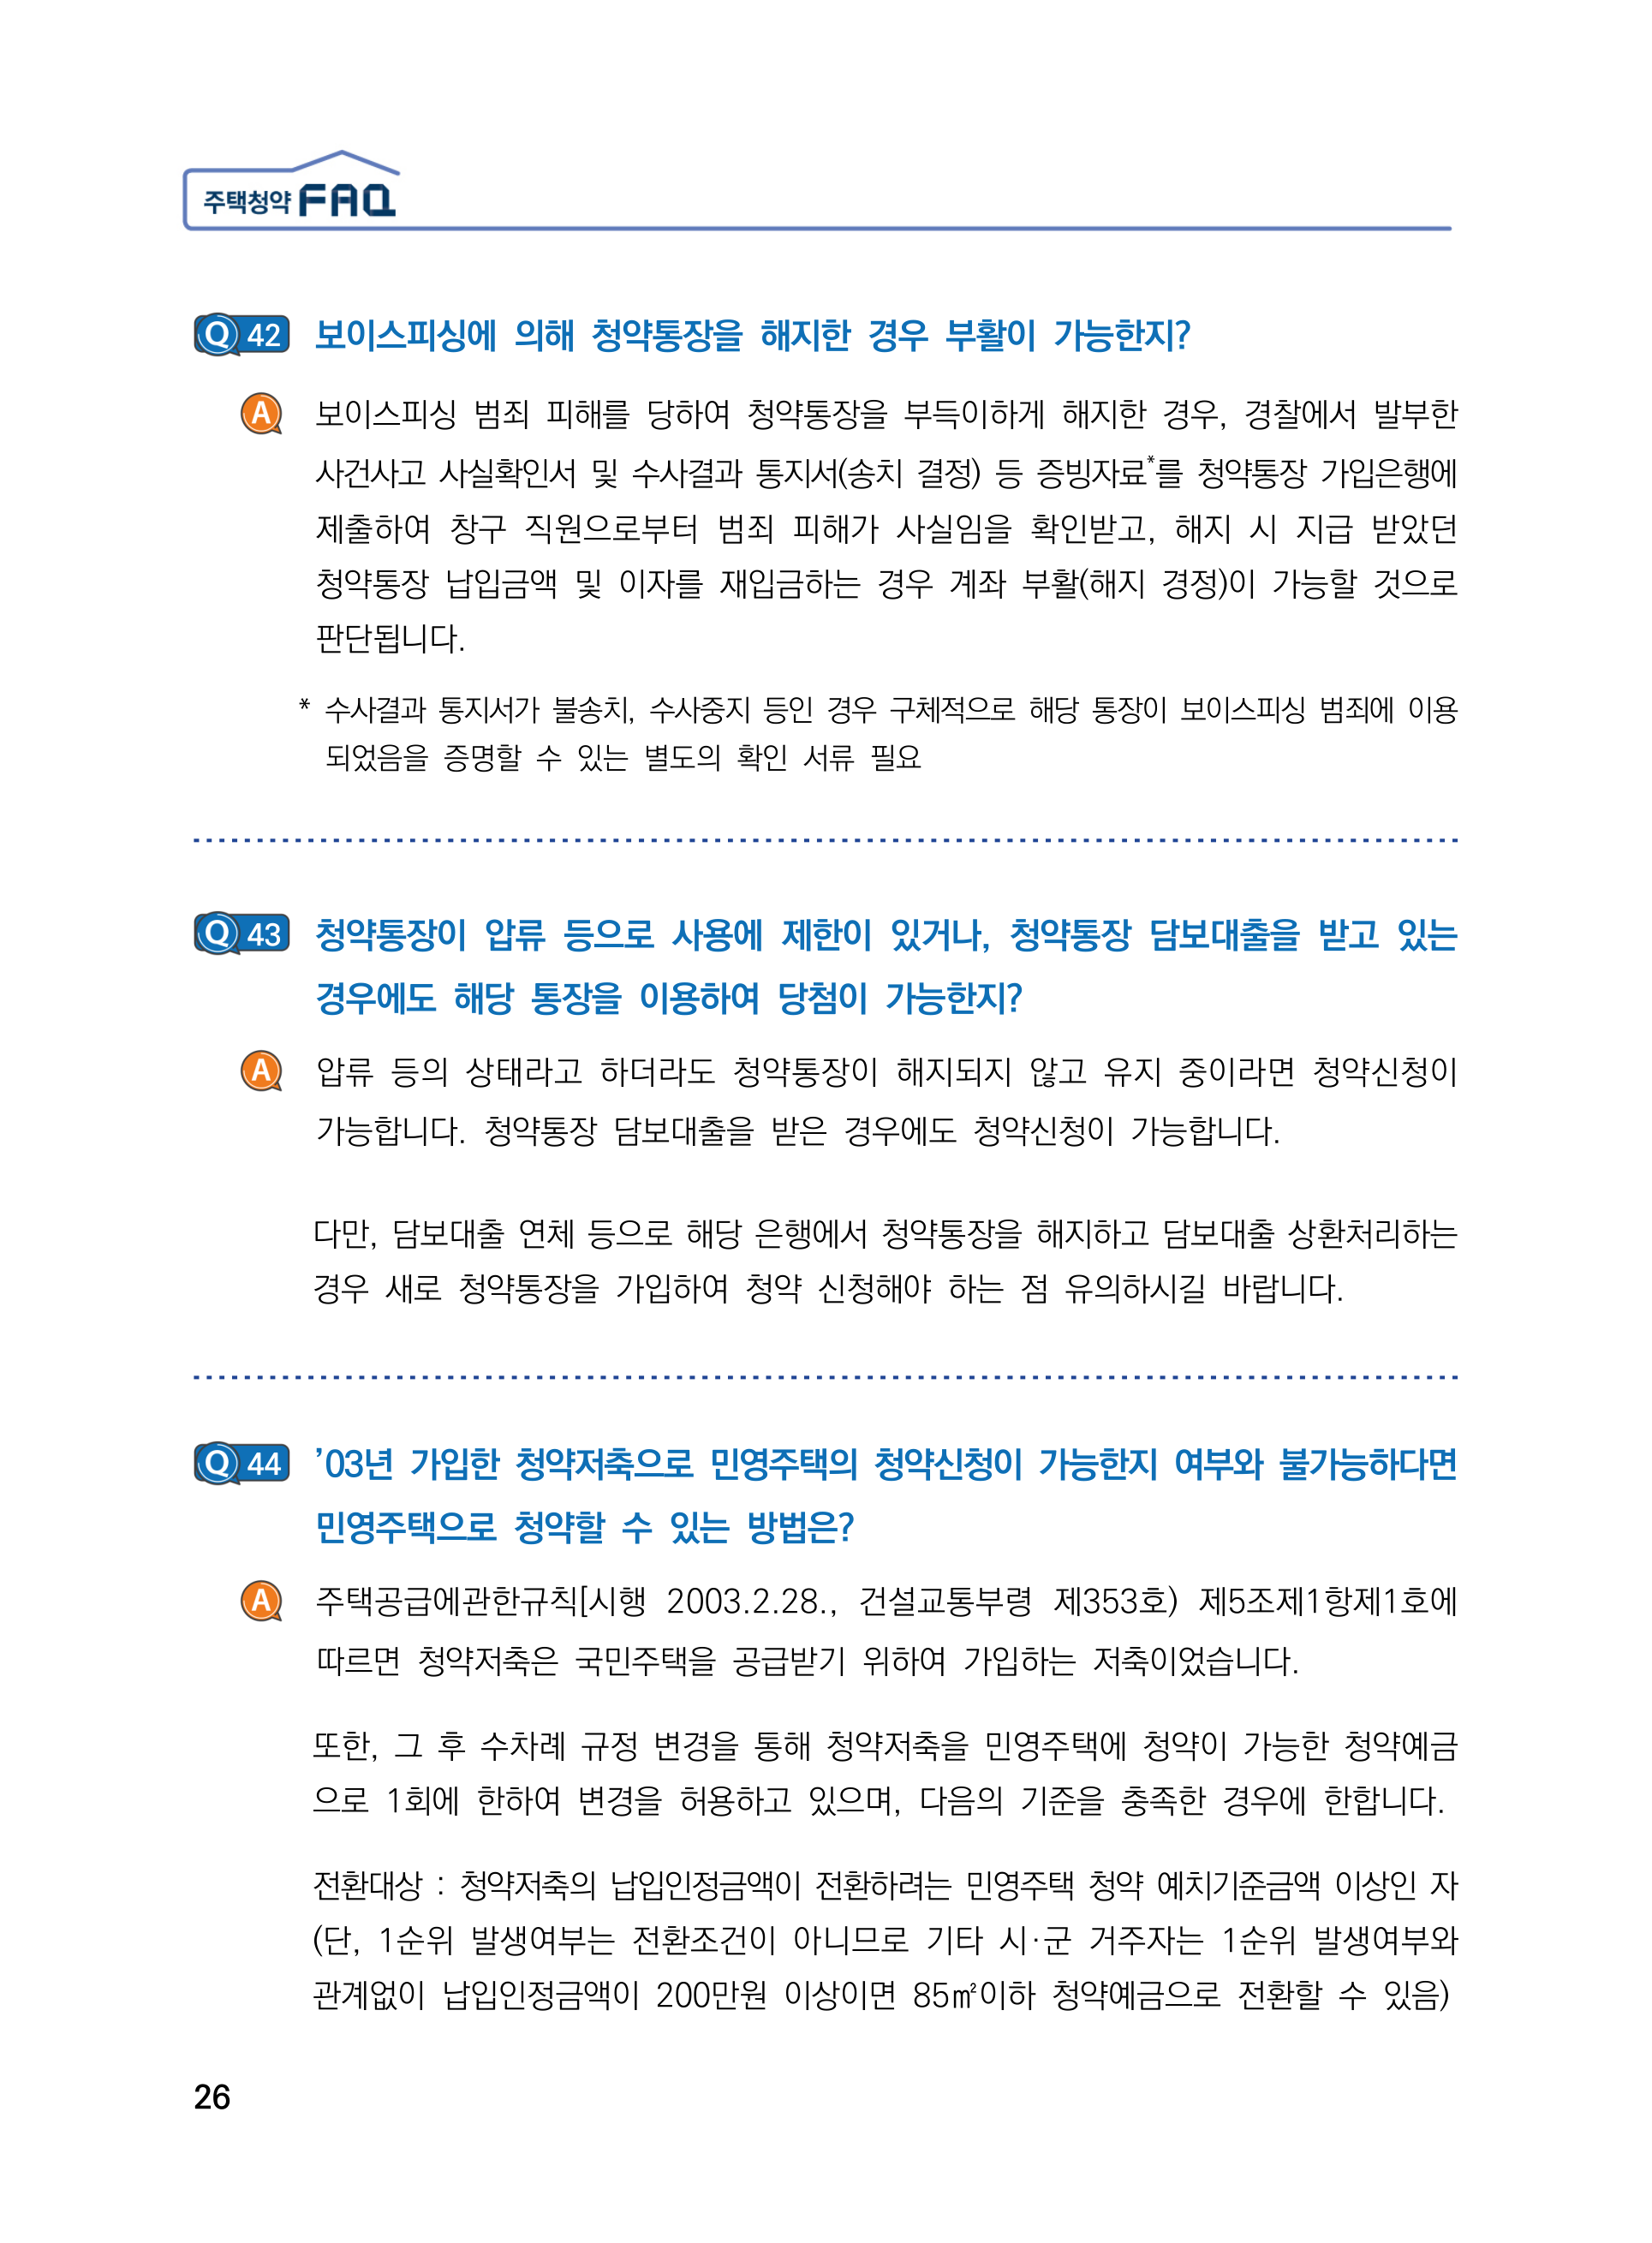 주택청약 FAQ
Q 42 보이스피싱에 의해 청약통장을 해지한 경우 부활이 가능한지?
A 보이스피싱 범죄 피해를 당하여 청약통장을 부득이하게 해지한 경우, 경찰에서 발부한
사건사고 사실확인서 및 수사결과 통지서(송치 결정) 등 증빙자료*를 청약통장 가입은행에
제출하여 창구 직원으로부터 범죄 피해가 사실임을 확인받고, 해지 시 지급 받았던
청약통장 납입금액 및 이자를 재입금하는 경우 계좌 부활(해지 경정)이 가능할 것으로
판단됩니다.
* 수사결과 통지서가 불송치, 수사중지 등인 경우 구체적으로 해당 통장이 보이스피싱 범죄에 이용
되었음을 증명할 수 있는 별도의 확인 서류 필요
Q 43 청약통장이 압류 등으로 사용에 제한이 있거나, 청약통장 담보대출을 받고 있는
경우에도 해당 통장을 이용하여 당첨이 가능한지?
A 압류 등의 상태라고 하더라도 청약통장이 해지되지 않고 유지 중이라면 청약신청이
가능합니다. 청약통장 담보대출을 받은 경우에도 청약신청이 가능합니다.
다만, 담보대출 연체 등으로 해당 은행에서 청약통장을 해지하고 담보대출 상환처리하는
경우 새로 청약통장을 가입하여 청약 신청해야 하는 점 유의하시길 바랍니다.
Q 44 ’03년 가입한 청약저축으로 민영주택의 청약신청이 가능한지 여부와 불가능하다면
민영주택으로 청약할 수 있는 방법은?
A 주택공급에관한규칙[시행 2003.2.28., 건설교통부령 제353호) 제5조제1항제1호에
따르면 청약저축은 국민주택을 공급받기 위하여 가입하는 저축이었습니다.
또한, 그 후 수차례 규정 변경을 통해 청약저축을 민영주택에 청약이 가능한 청약예금
으로 1회에 한하여 변경을 허용하고 있으며, 다음의 기준을 충족한 경우에 한합니다.
전환대상 : 청약저축의 납입인정금액이 전환하려는 민영주택 청약 예치기준금액 이상인 자
(단, 1순위 발생여부는 전환조건이 아니므로 기타 시·군 거주자는 1순위 발생여부와
관계없이 납입인정금액이 200만원 이상이면 85㎡이하 청약예금으로 전환할 수 있음)
26